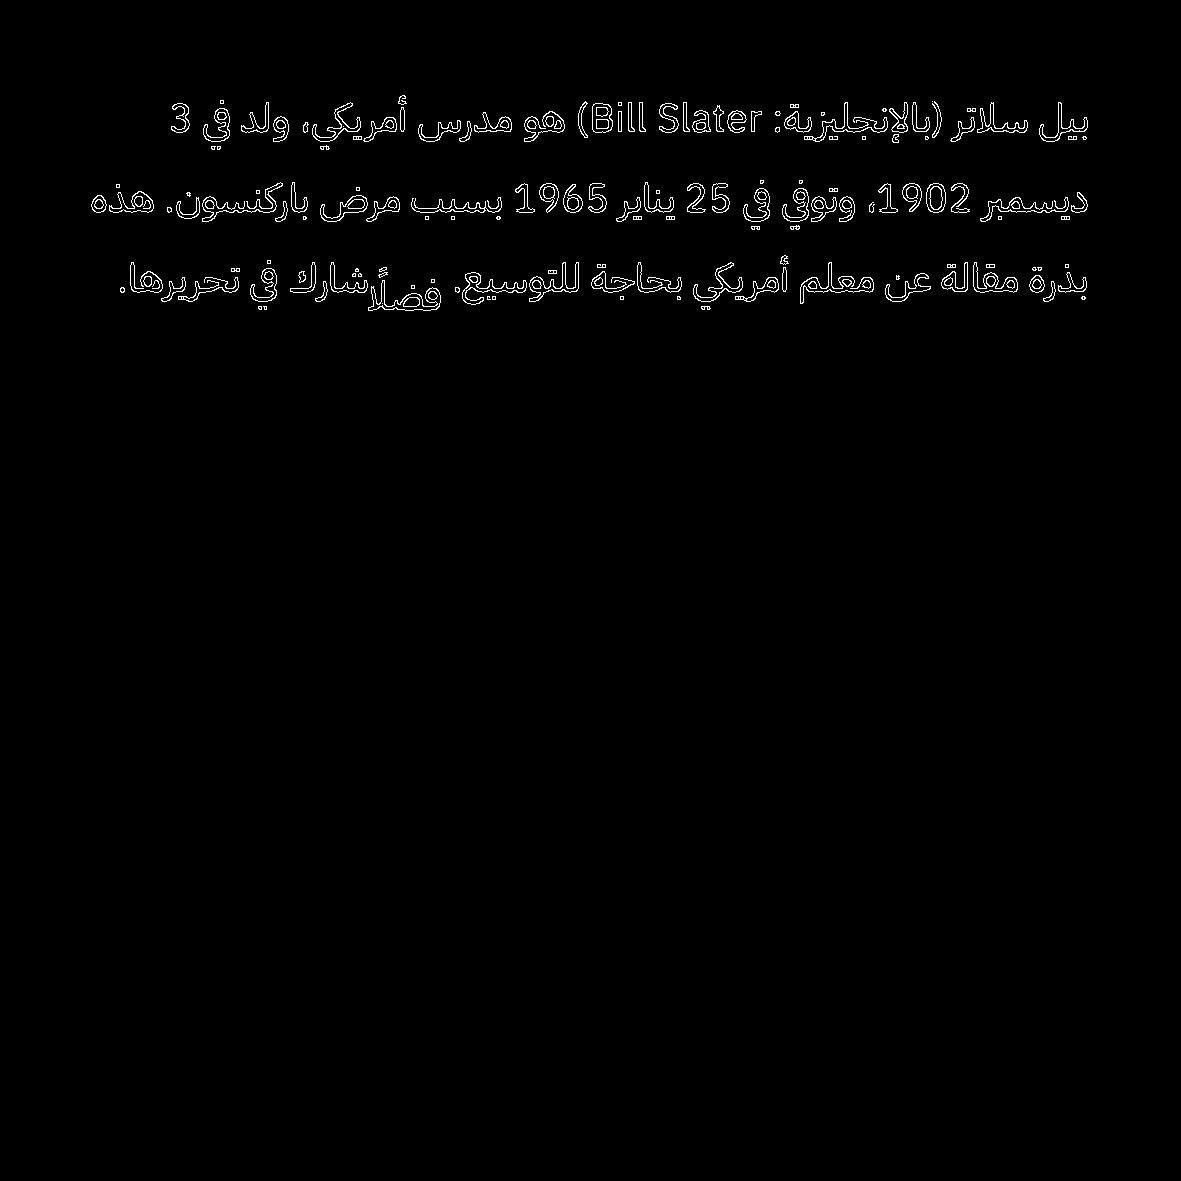 بيل سلاتر (بالإنجليزية: Bill Slater) هو مدرس أمريكي، ولد في 3
ديسمبر 1902، وتوفي في 25 يناير 1965 بسبب مرض باركنسون. هذه
بذرة مقالة عن معلم أمريكي بحاجة للتوسيع. فضلًا شارك في تحريرها.